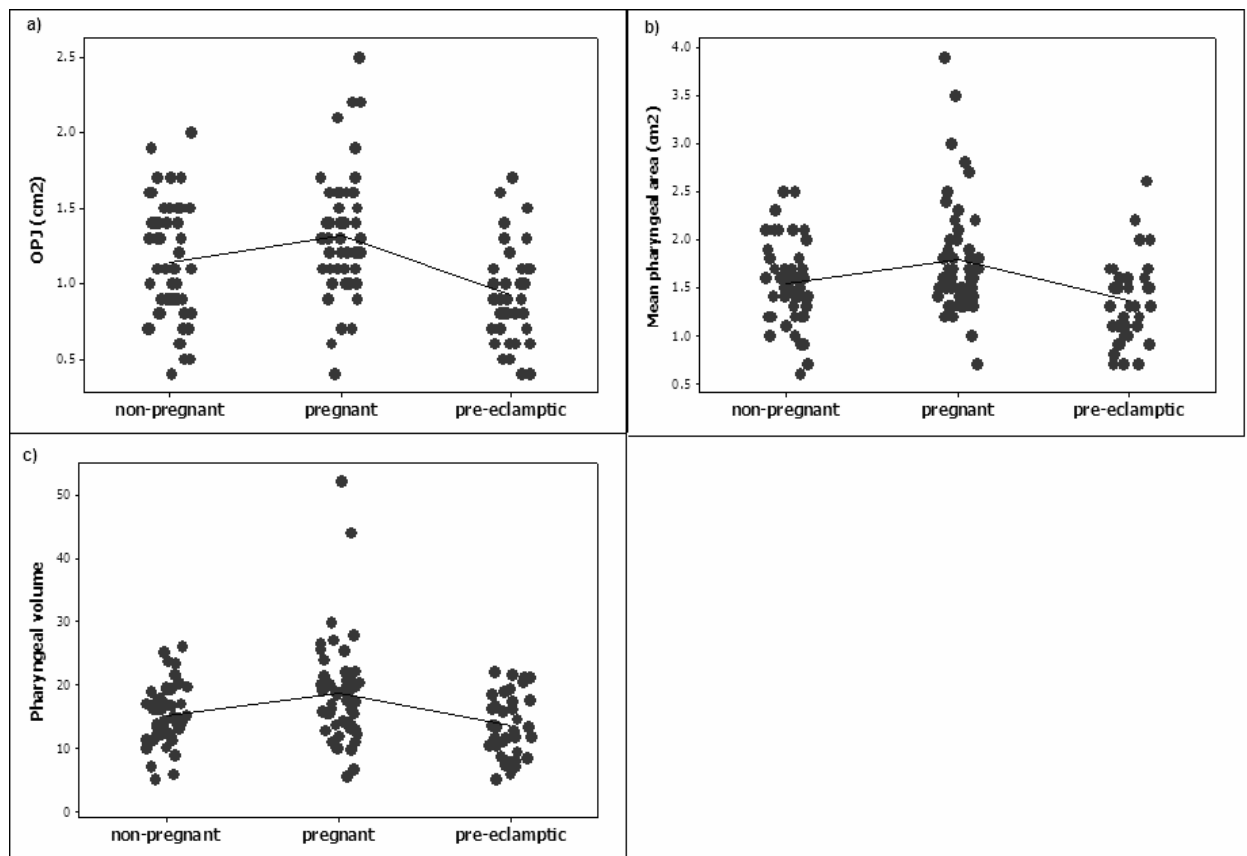 a)
OPJ (cm2)
2.5
2.0
1.5
1.0
0.5
non-pregnant pregnant pre-eclamptic
b)
Mean pharyngeal area (cm2)
4.0
3.5
3.0
2.5
2.0
1.5
1.0
0.5
non-pregnant pregnant pre-eclamptic
c)
Pharyngeal volume
50
40
30
20
10
0
non-pregnant pregnant pre-eclamptic